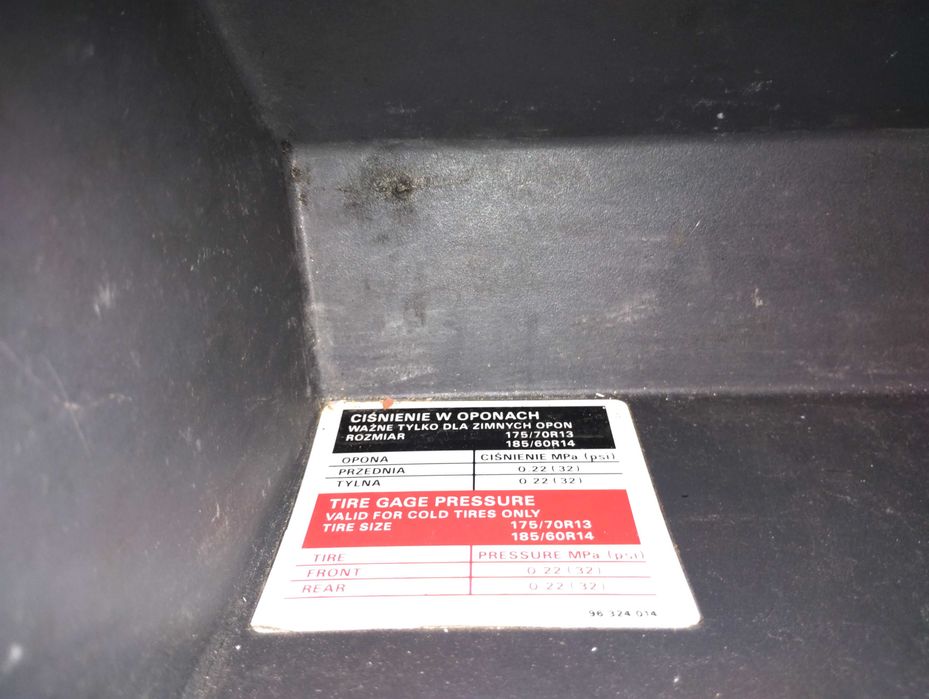 CIŚNIENIE W OPONACH
WAŻNE TYLKO DLA ZIMNYCH OPON
ROZMIAR 175/70R13
185/60R14
OPONA CIŚNIENIE MPa (psi)
PRZEDNIA 0.22 (32)
TYLNA 0.22 (32)
TIRE GAGE PRESSURE
VALID FOR COLD TIRES ONLY
TIRE SIZE 175/70R13
185/60R14
TIRE PRESSURE MPa (psi)
FRONT 0.22 (32)
REAR 0.22 (32)
96 324 014